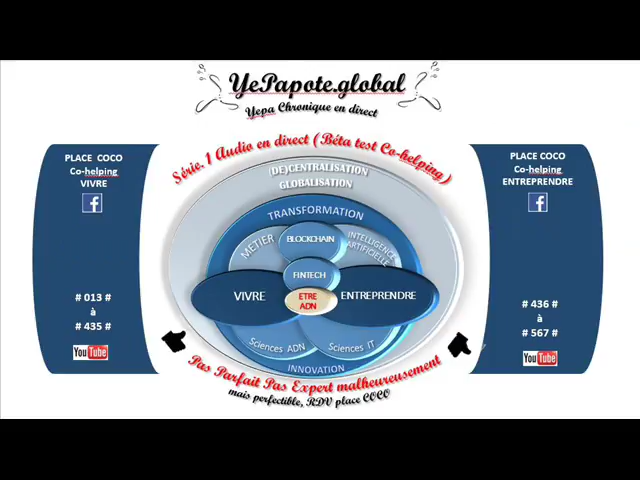 YePapote.global
Yepa Chronique en direct
Série.1 Audio en direct (Béta test Co-helping)
PLACE COCO
Co-helping
VIVRE
# 013 #
à
# 435 #
YouTube
(DE)CENTRALISATION
GLOBALISATION
TRANSFORMATION
METIER
BLOCKCHAIN
INTELLIGENCE
ARTIFICIELLE
FINTECH
VIVRE
ETRE
ADN
ENTREPRENDRE
Sciences ADN
Sciences IT
INNOVATION
PLACE COCO
Co-helping
ENTREPRENDRE
# 436 #
à
# 567 #
YouTube
Pas Parfait Pas Expert malheureusement
mais perfectible, RDV place COCO